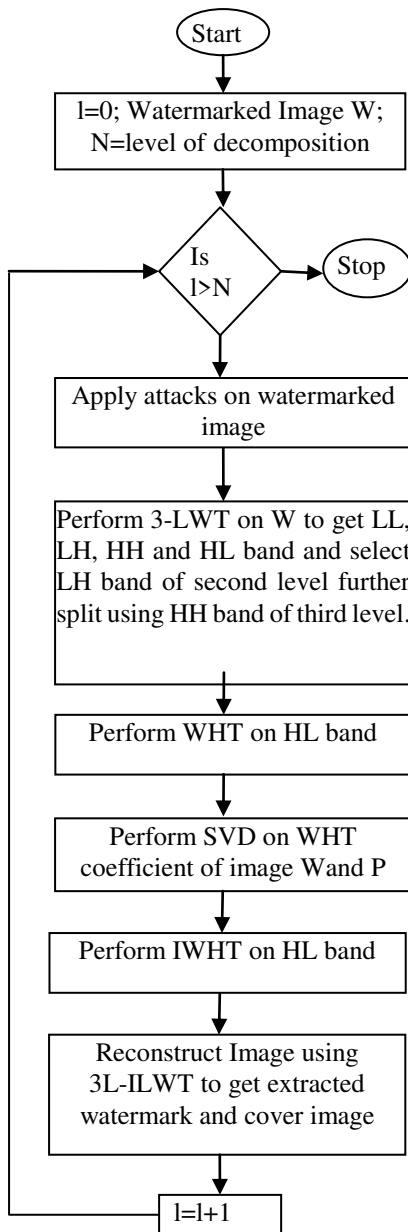 Start
l=0; Watermarked Image W;
N=level of decomposition
Is
l>N
Stop
Apply attacks on watermarked
image
Perform 3-LWT on W to get LL,
LH, HH and HL band and select
LH band of second level further
split using HH band of third level.
Perform WHT on HL band
Perform SVD on WHT
coefficient of image Wand P
Perform IWHT on HL band
Reconstruct Image using
3L-ILWT to get extracted
watermark and cover image
l=l+1